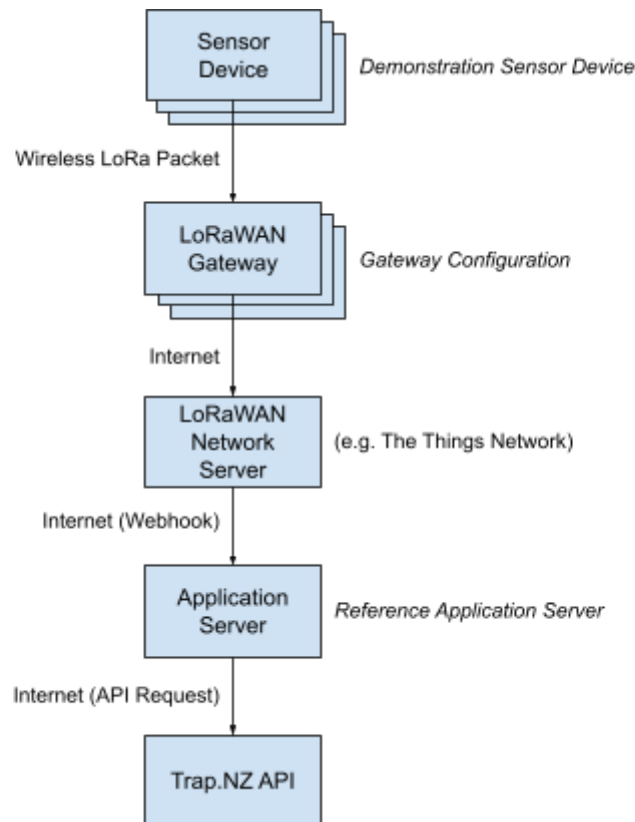 Sensor
Device
Demonstration Sensor Device
Wireless LoRa Packet
LoRaWAN
Gateway
Gateway Configuration
Internet
LoRaWAN
Network
Server
(e.g. The Things Network)
Internet (Webhook)
Application
Server
Reference Application Server
Internet (API Request)
Trap.NZ API